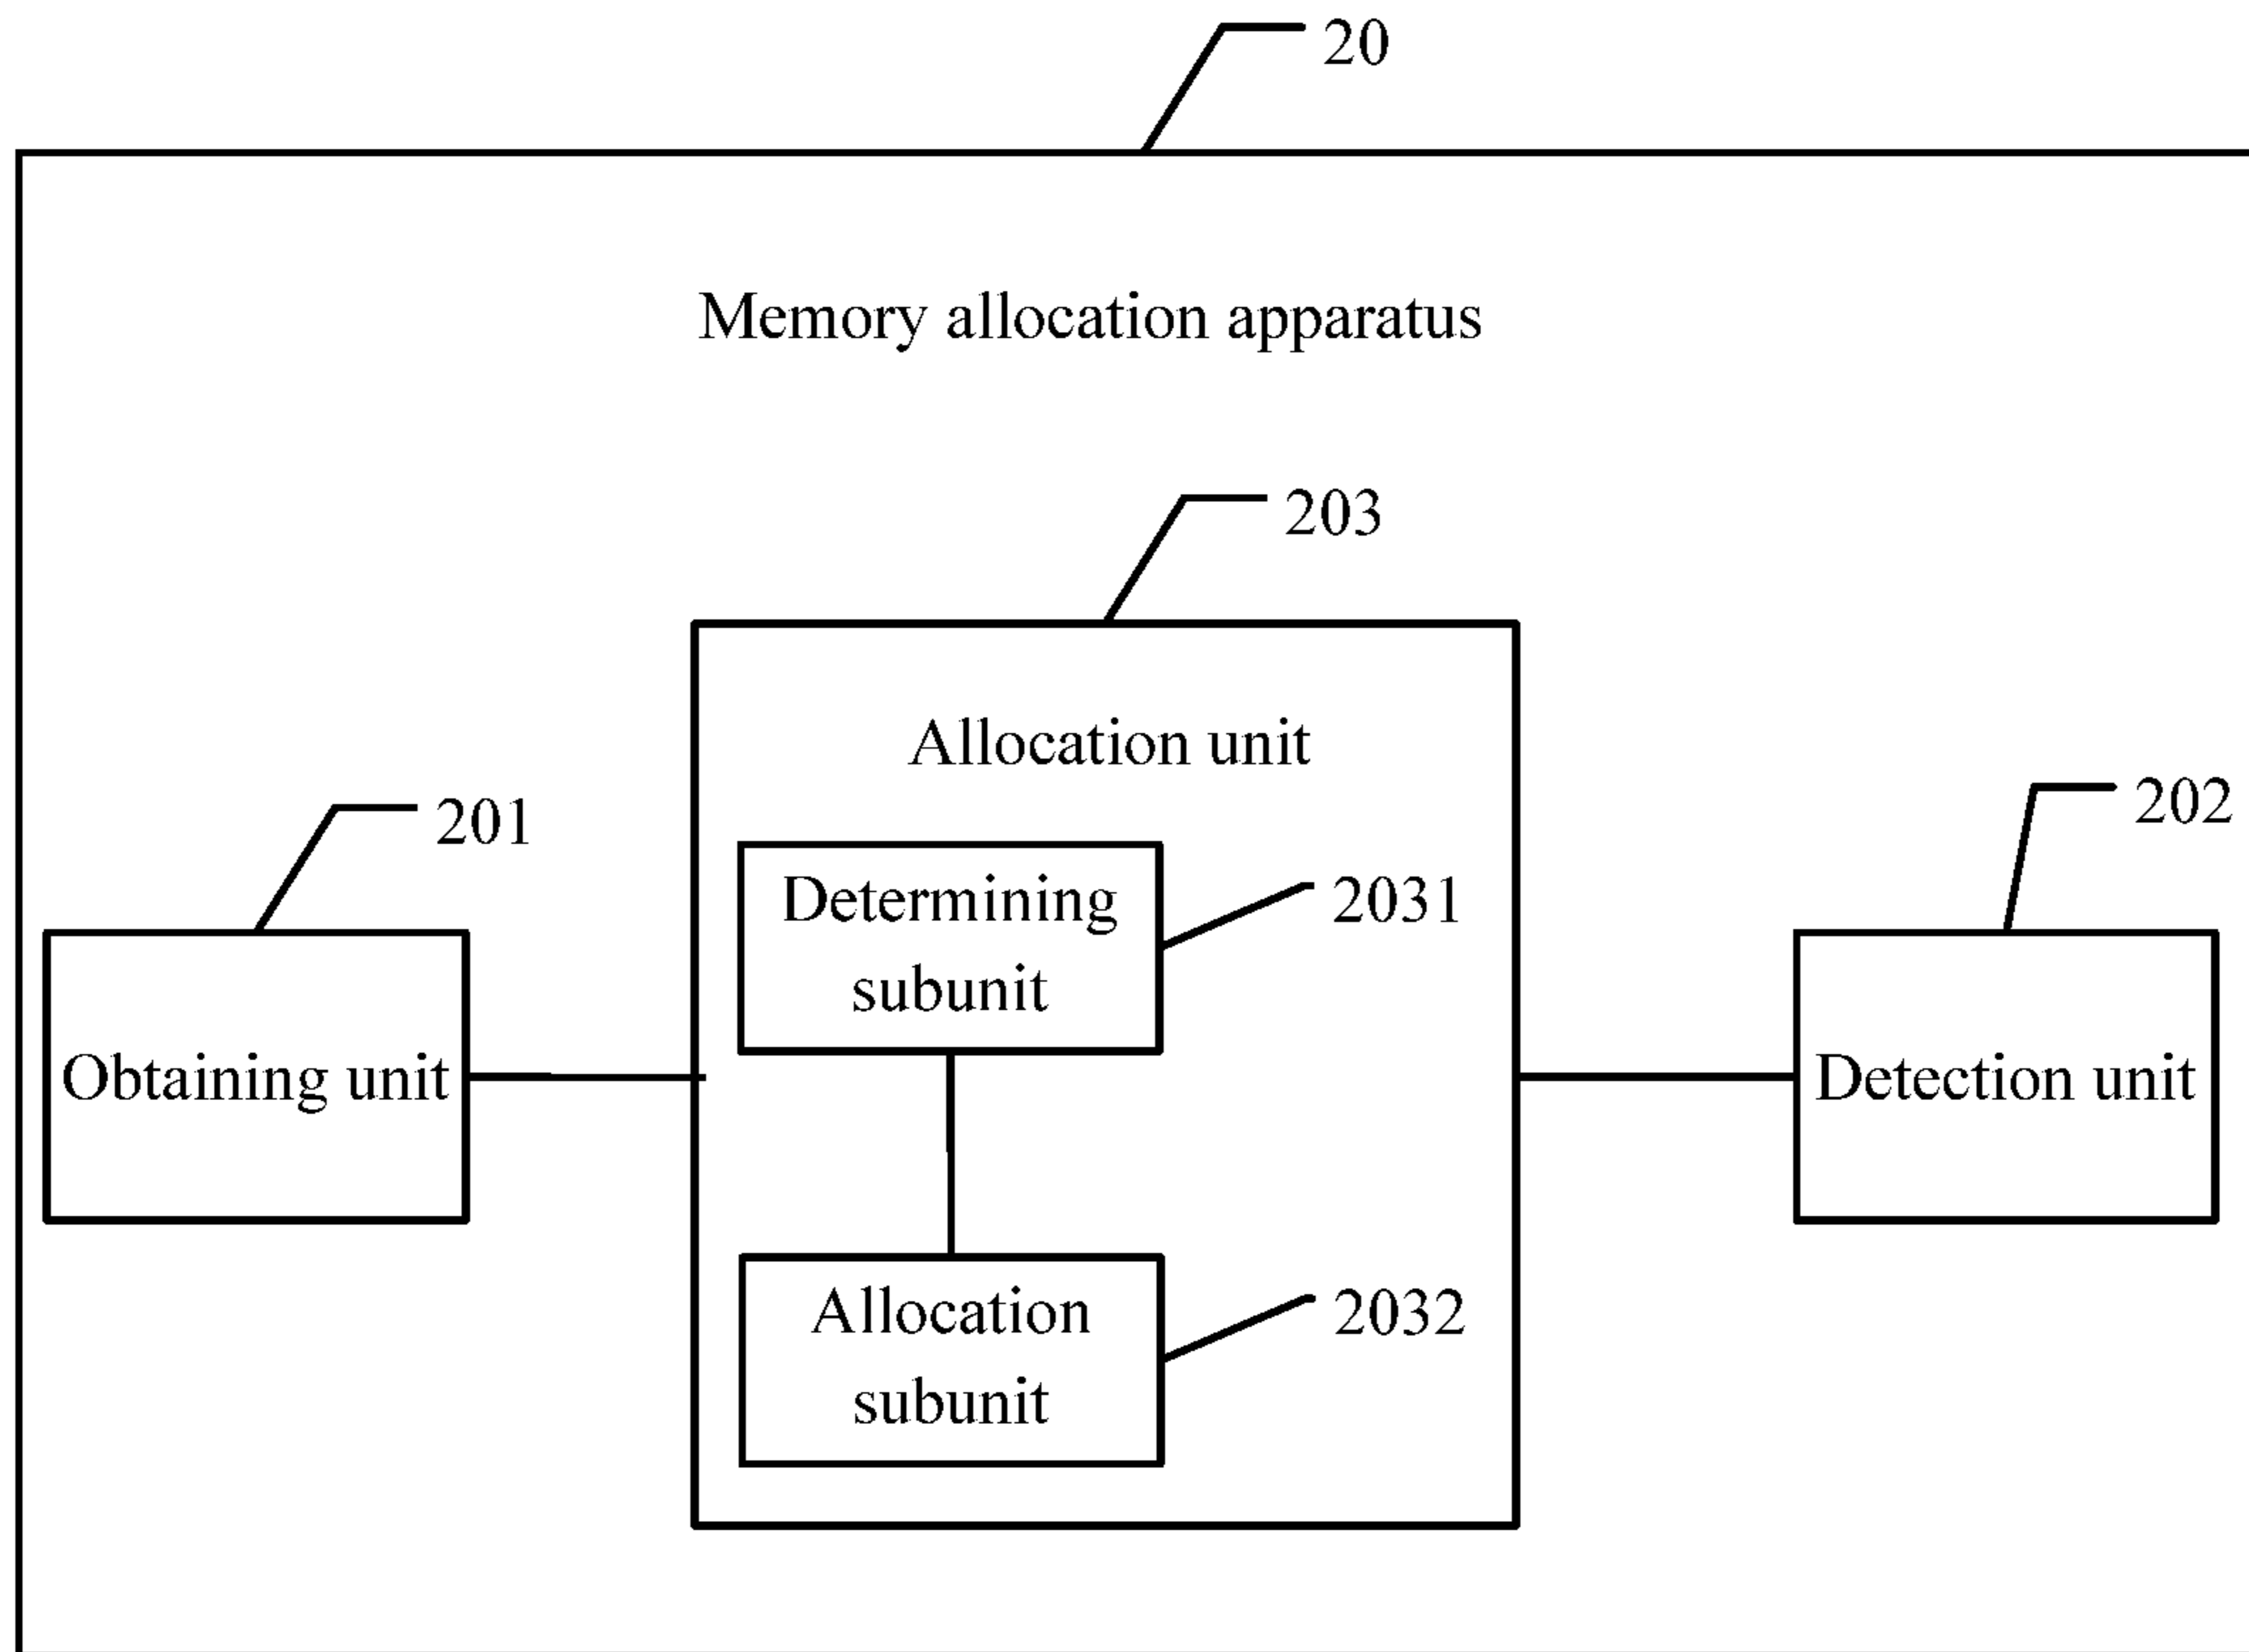 20
Memory allocation apparatus
203
Allocation unit
201
202
Determining
subunit
2031
Obtaining unit
Detection unit
Allocation
subunit
2032